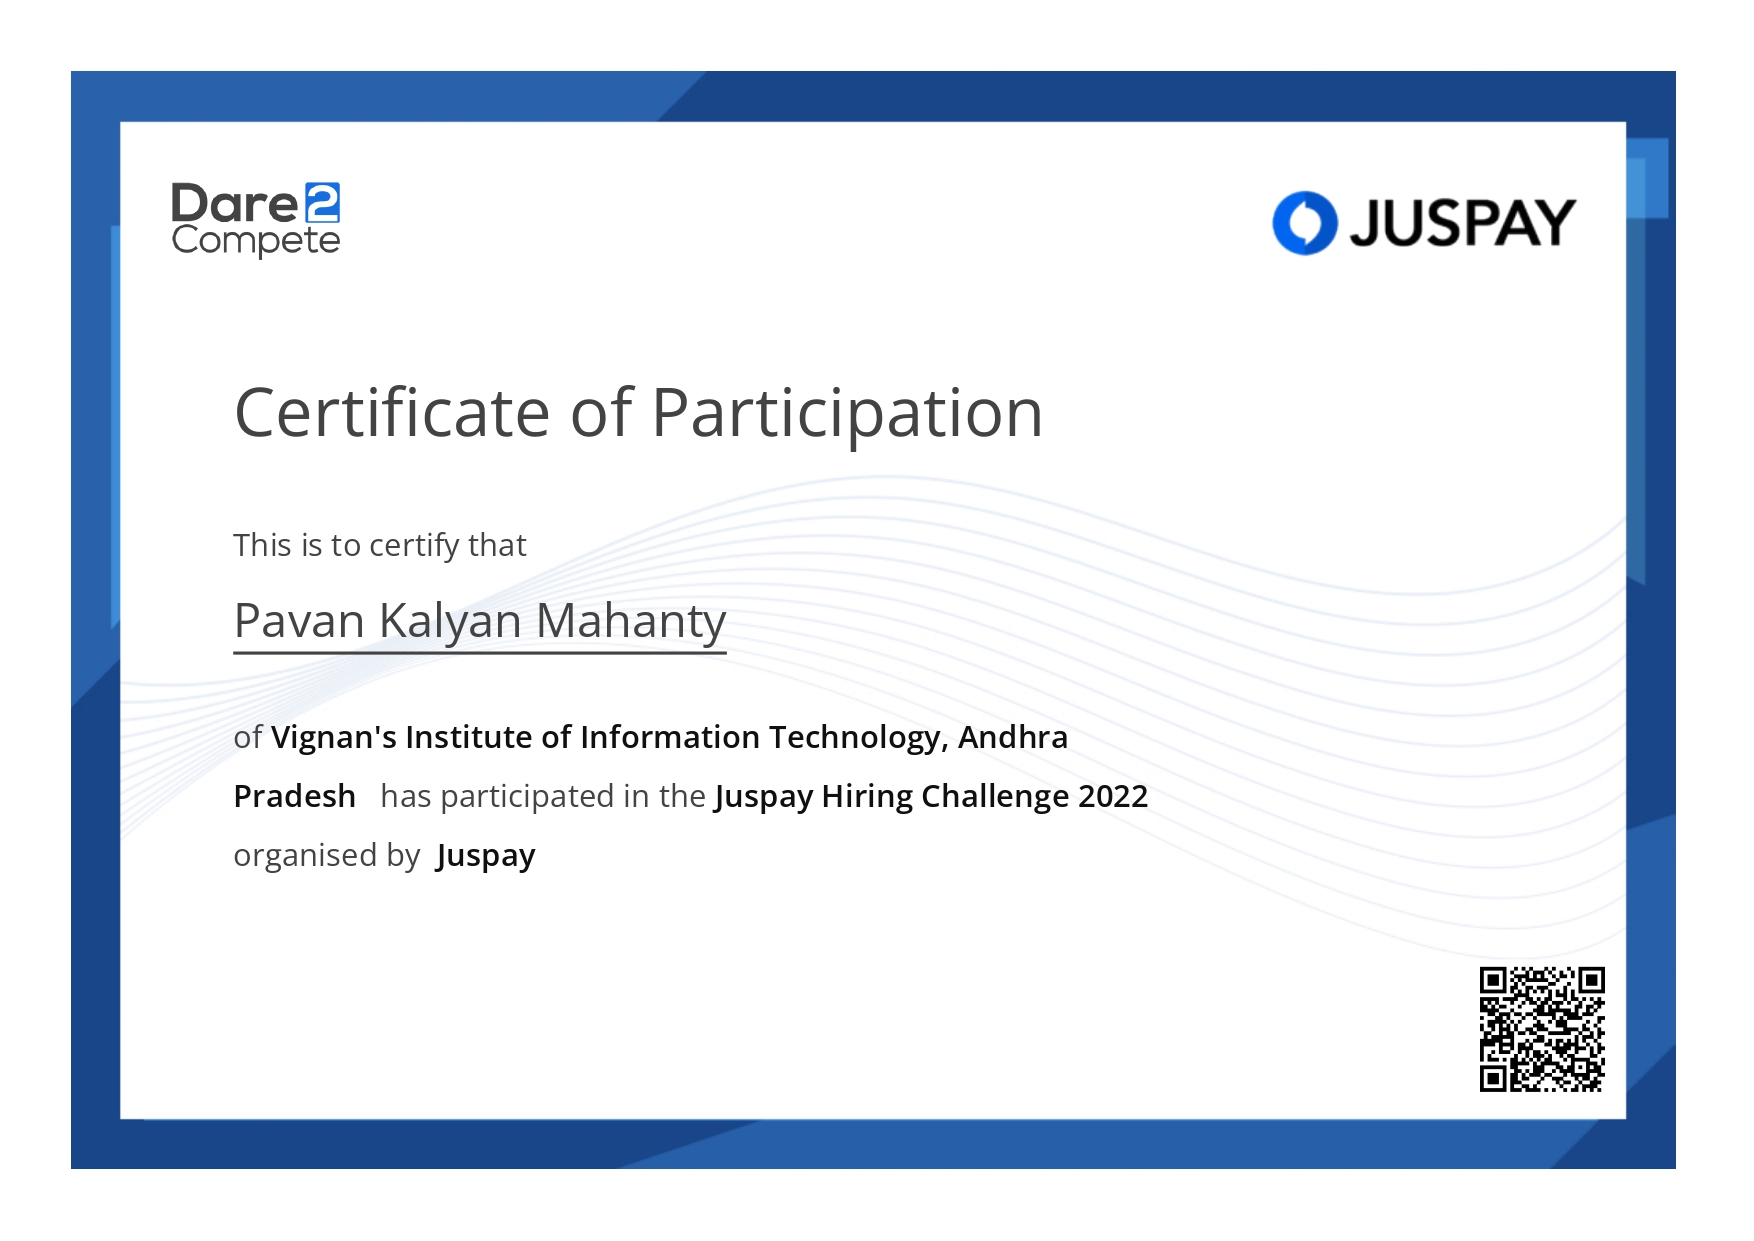 Dare2
Compete
JUSPAY
Certificate of Participation
This is to certify that
Pavan Kalyan Mahanty
of Vignan's Institute of Information Technology, Andhra
Pradesh has participated in the Juspay Hiring Challenge 2022
organised by Juspay